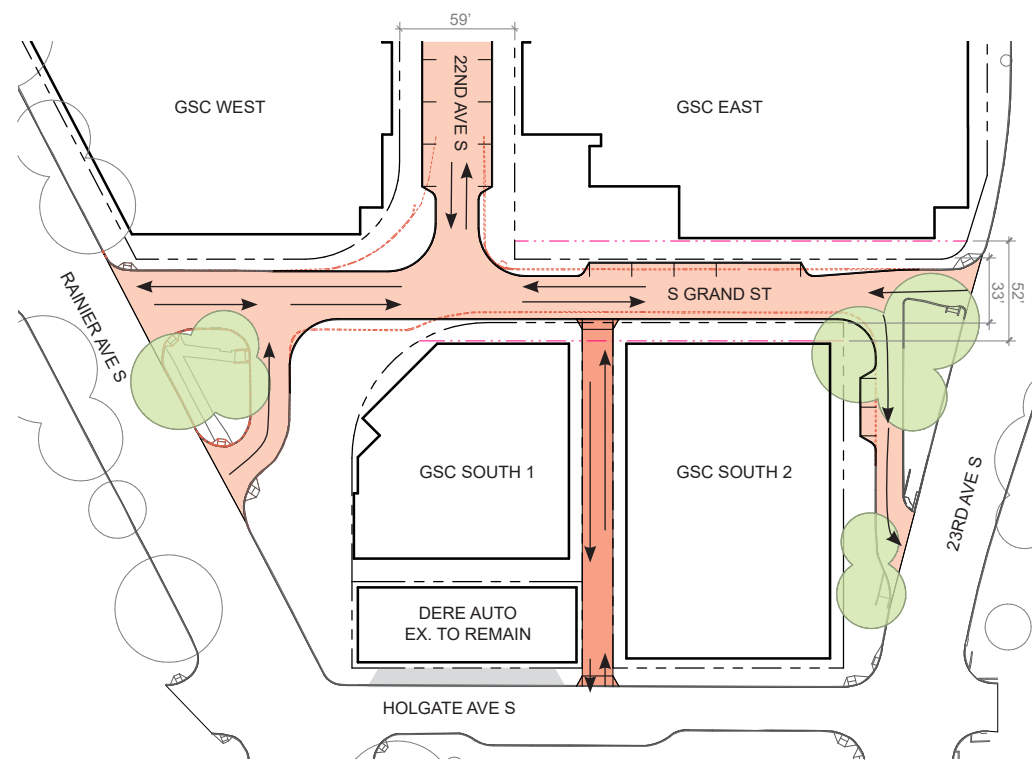 59'
GSC WEST
22ND AVE S
GSC EAST
RAINIER AVE S
S GRAND ST
33'
52'
GSC SOUTH 1
GSC SOUTH 2
23RD AVE S
DERE AUTO
EX. TO REMAIN
HOLGATE AVE S